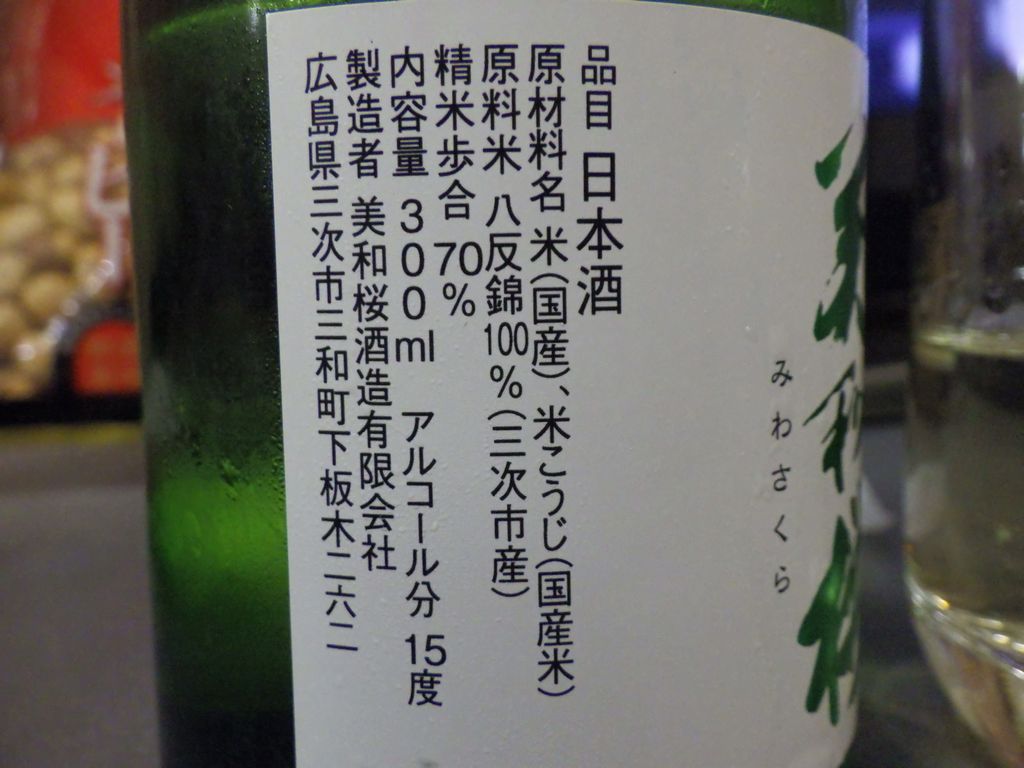 美和桜
みわさくら
品目 日本酒
原材料名 米(国産)、米こうじ(国産米)
原料米 八反錦100%(三次市産)
精米歩合 70%
内容量 300ml アルコール分 15度
製造者 美和桜酒造有限会社
広島県三次市三和町下板木二六二